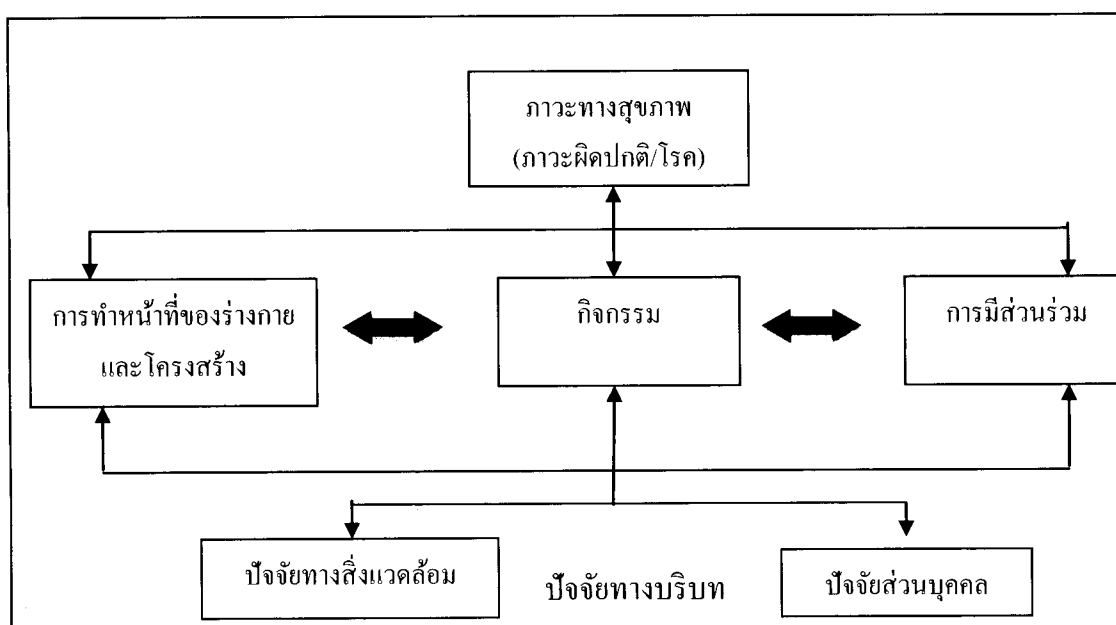 ภาวะทางสุขภาพ
(ภาวะผิดปกติ/โรค)
การทำหน้าที่ของร่างกาย
และโครงสร้าง
กิจกรรม
การมีส่วนร่วม
ปัจจัยทางสิ่งแวดล้อม
ปัจจัยทางบริบท
ปัจจัยส่วนบุคคล